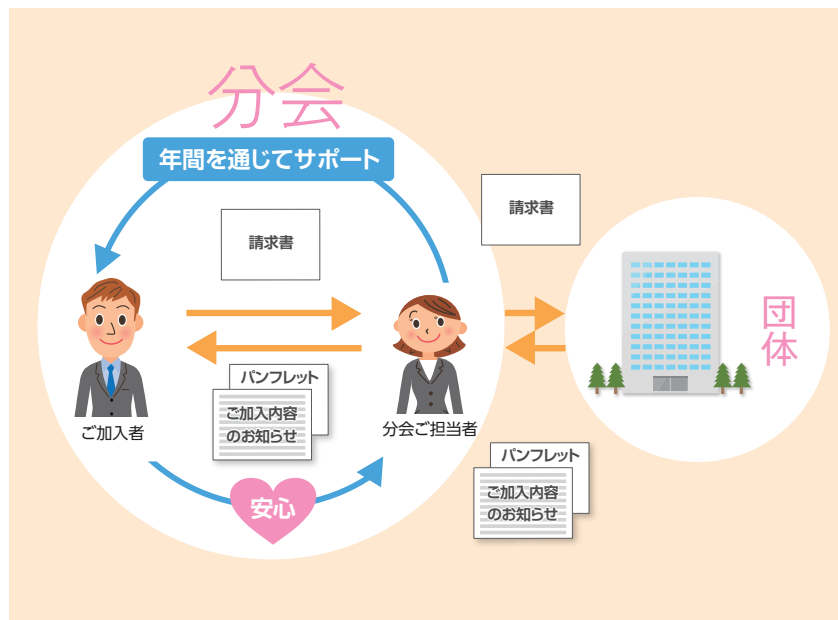 分会
年間を通じてサポート
請求書
請求書
団体
パンフレット
ご加入内容
のお知らせ
ご加入者
分会ご担当者
安心
パンフレット
ご加入内容
のお知らせ